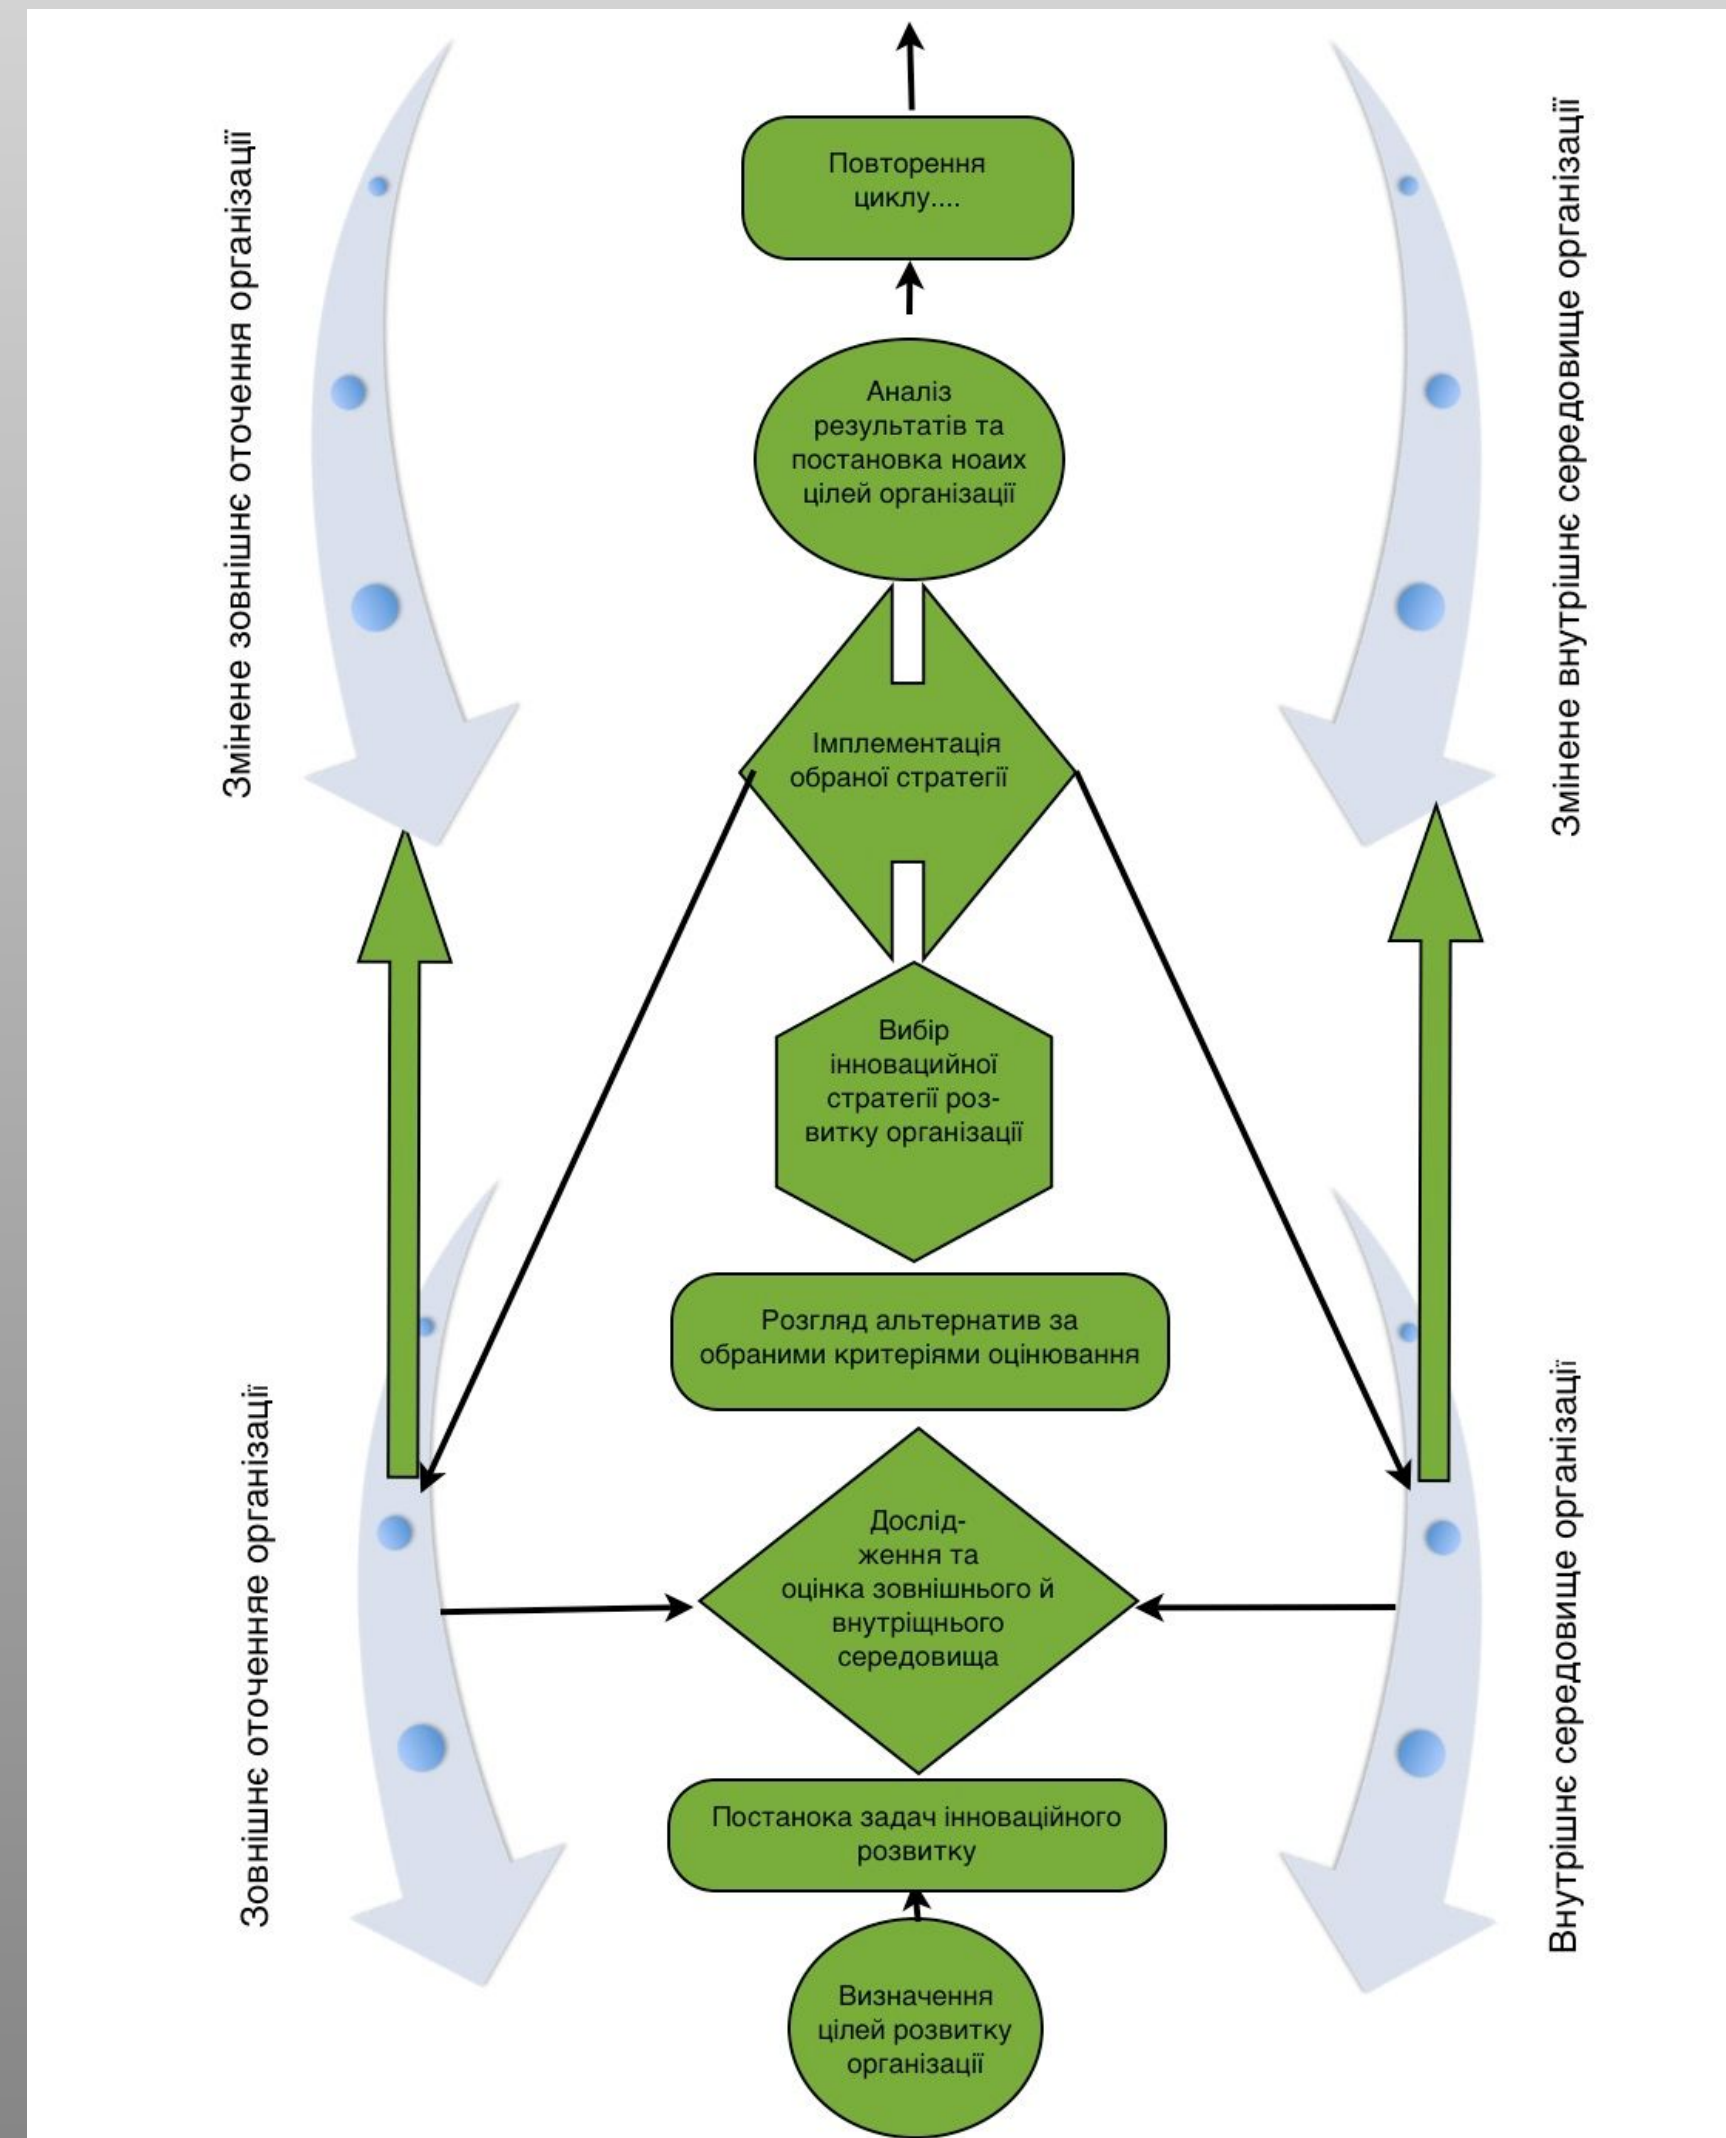 Змінене зовнішнє оточення організації
Змінене внутрішнє середовище організації
Повторення
циклу....
Аналіз
результатів та
постановка ноаих
цілей організації
Імплементація
обраної стратегії
Вибір
інновацийної
стратегії роз-
витку організації
Розгляд альтернатив за
обраними критеріями оцінювання
Зовнішнє оточенняе організації
Внутрішнє середовище організації
Дослід-
ження та
оцінка зовнішнього й
внутріщнього
середовища
Постанока задач інноваційного
розвитку
Визначення
цілей розвитку
організації